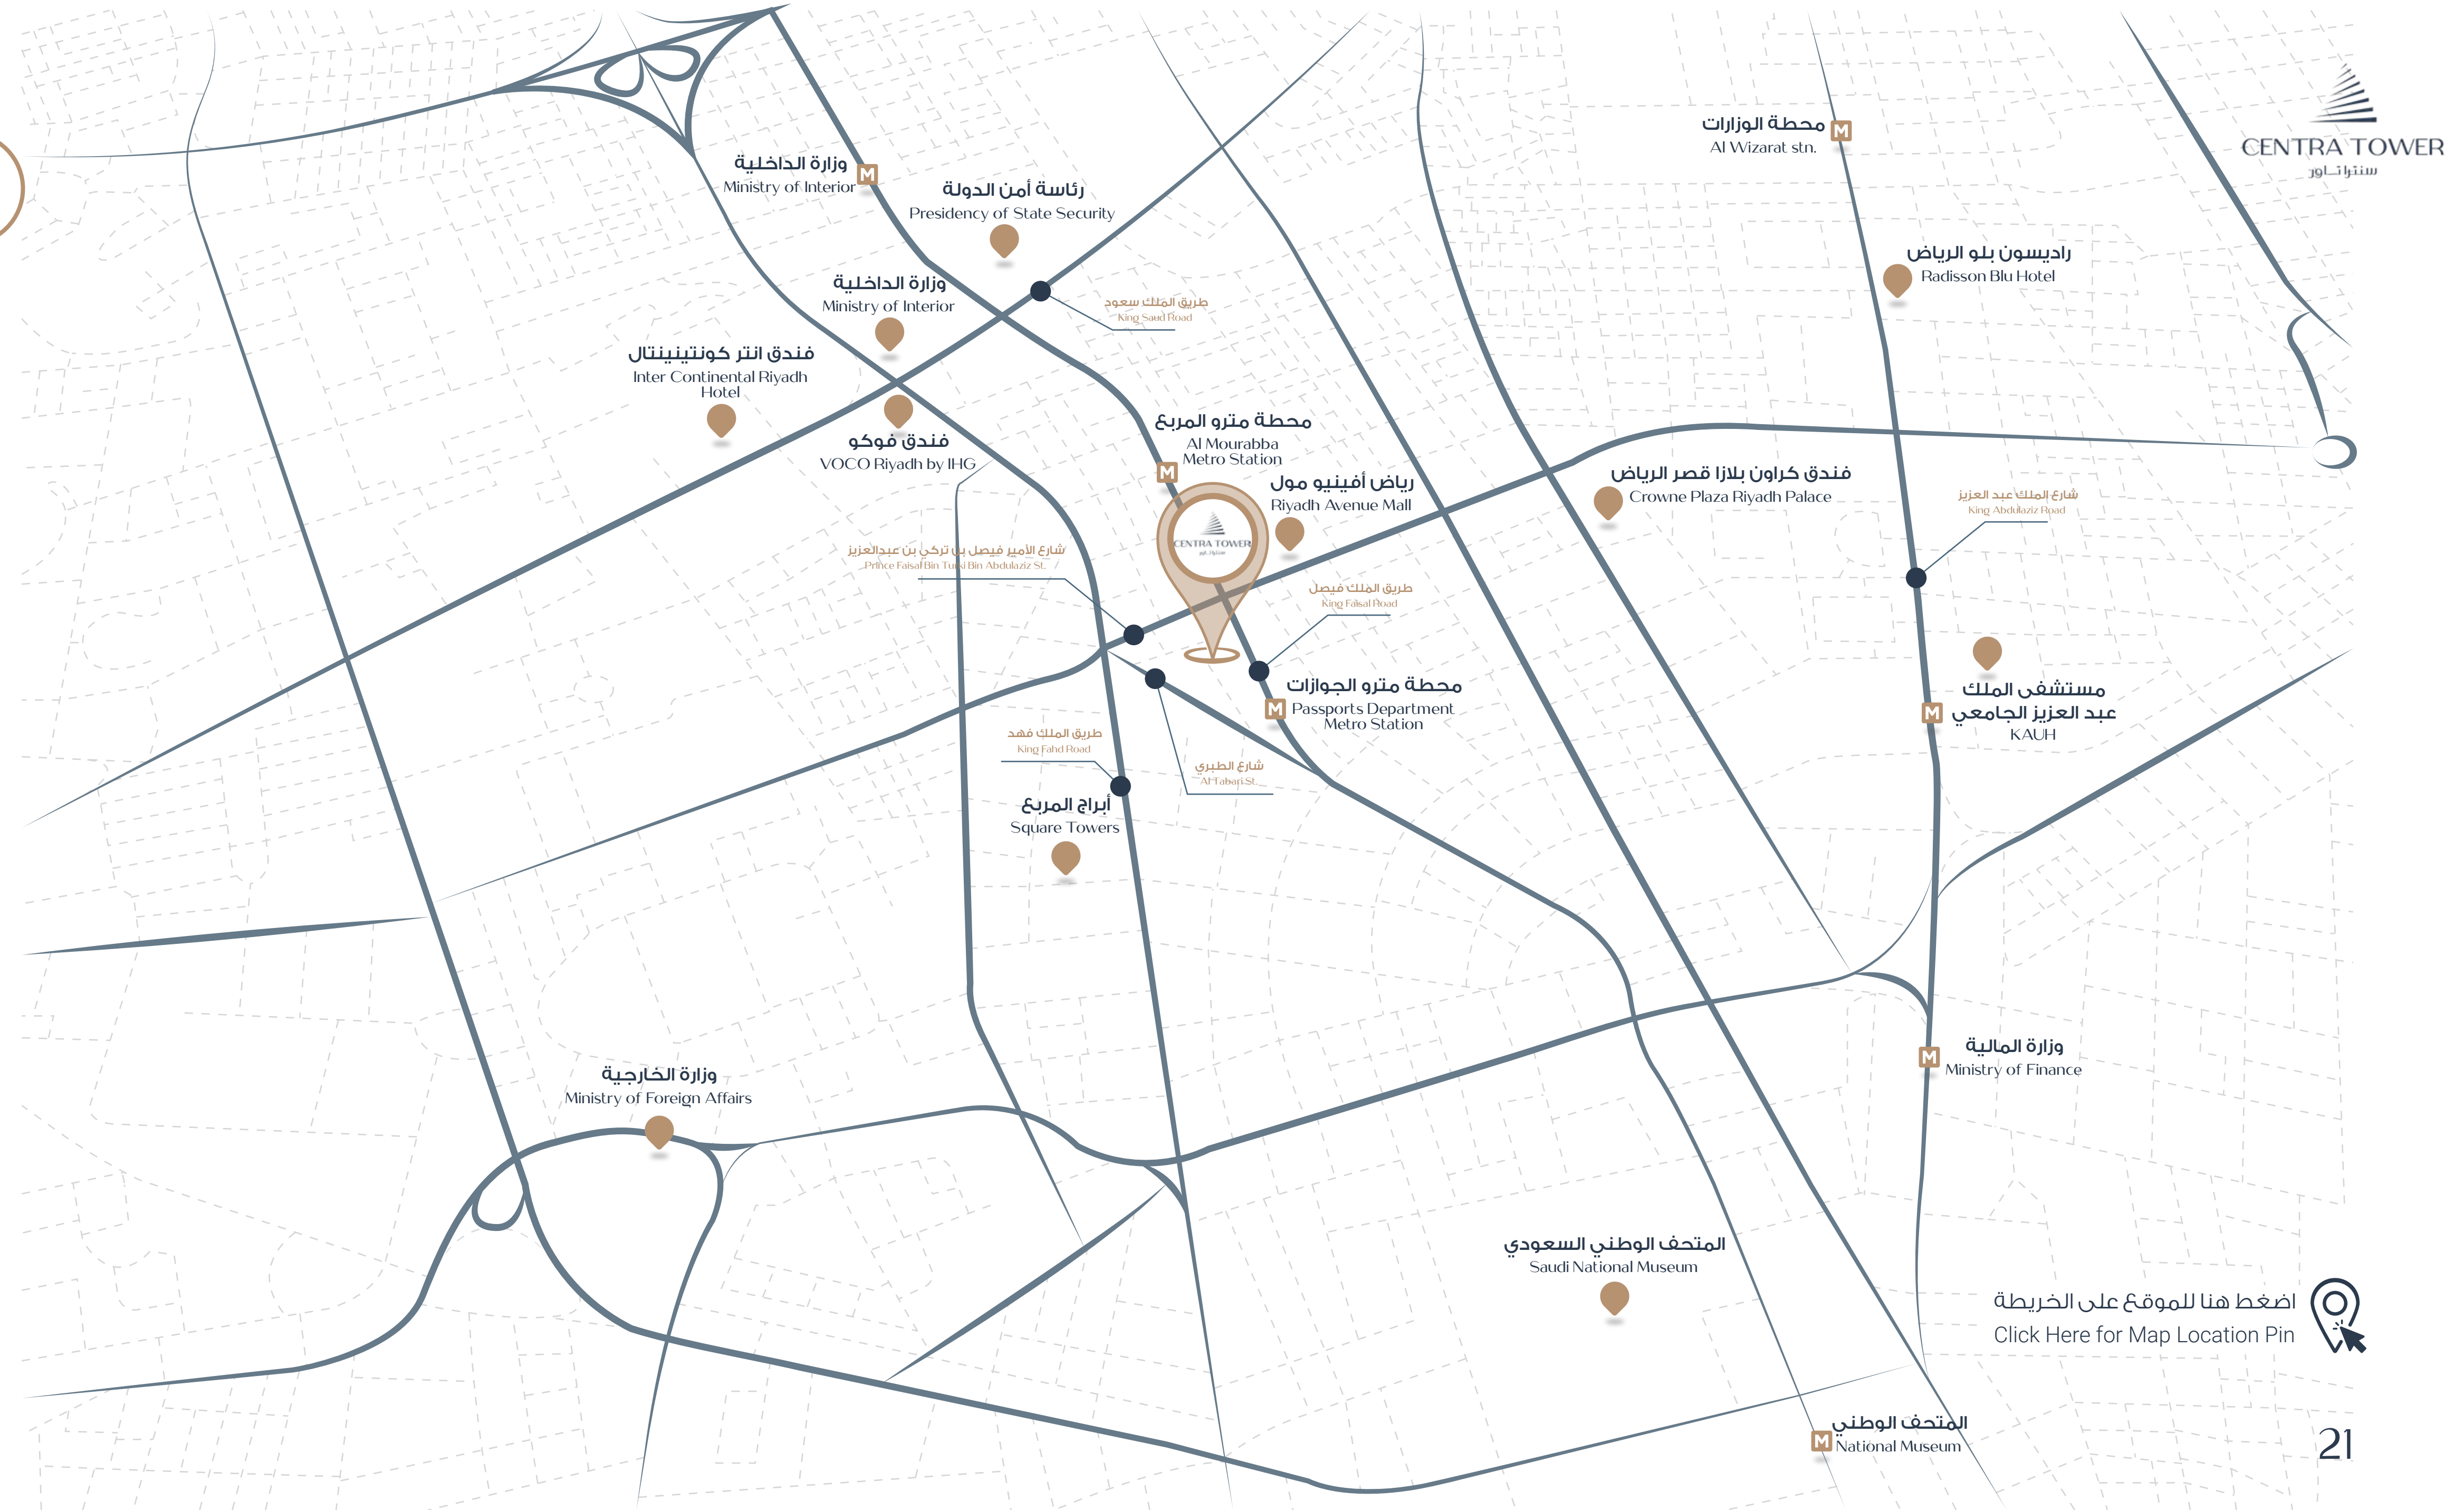 محطة الوزارات
Al Wizarat stn.
CENTRA TOWER
سنترا تــاور
وزارة الداخلية
Ministry of Interior
رئاسة أمن الدولة
Presidency of State Security
راديسون بلو الرياض
Radisson Blu Hotel
وزارة الداخلية
Ministry of Interior
طريق الملك سعود
King Saud Road
فندق انتر كونتيننتال
Inter Continental Riyadh
Hotel
فندق فوكو
VOCO Riyadh by IHG
محطة مترو المربع
Al Mourabba
Metro Station
رياض أفينيو مول
Riyadh Avenue Mall
فندق كراون بلازا قصر الرياض
Crowne Plaza Riyadh Palace
شارع الملك عبد العزيز
King Abdulaziz Road
CENTRA TOWER
سنترا تــاور
شارع الأمير فيصل بن تركي بن عبدالعزيز
Prince Faisal Bin Turki Bin Abdulaziz St.
طريق الملك فيصل
King Faisal Road
محطة مترو الجوازات
Passports Department
Metro Station
مستشفى الملك
عبد العزيز الجامعي
KAUH
طريق الملك فهد
King Fahd Road
شارع الطبري
Al Tabari St.
أبراج المربع
Square Towers
وزارة المالية
Ministry of Finance
وزارة الخارجية
Ministry of Foreign Affairs
المتحف الوطني السعودي
Saudi National Museum
اضغط هنا للموقع على الخريطة
Click Here for Map Location Pin
المتحف الوطني
National Museum
21
M
M
M
M
M
M
M